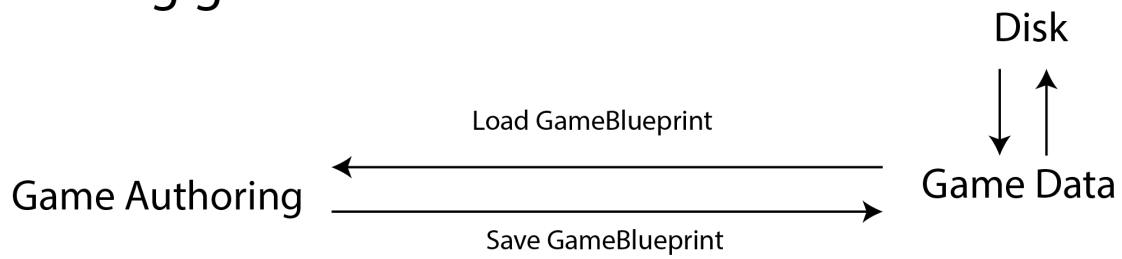 Disk
Load GameBlueprint
Game Authoring
Game Data
Save GameBlueprint